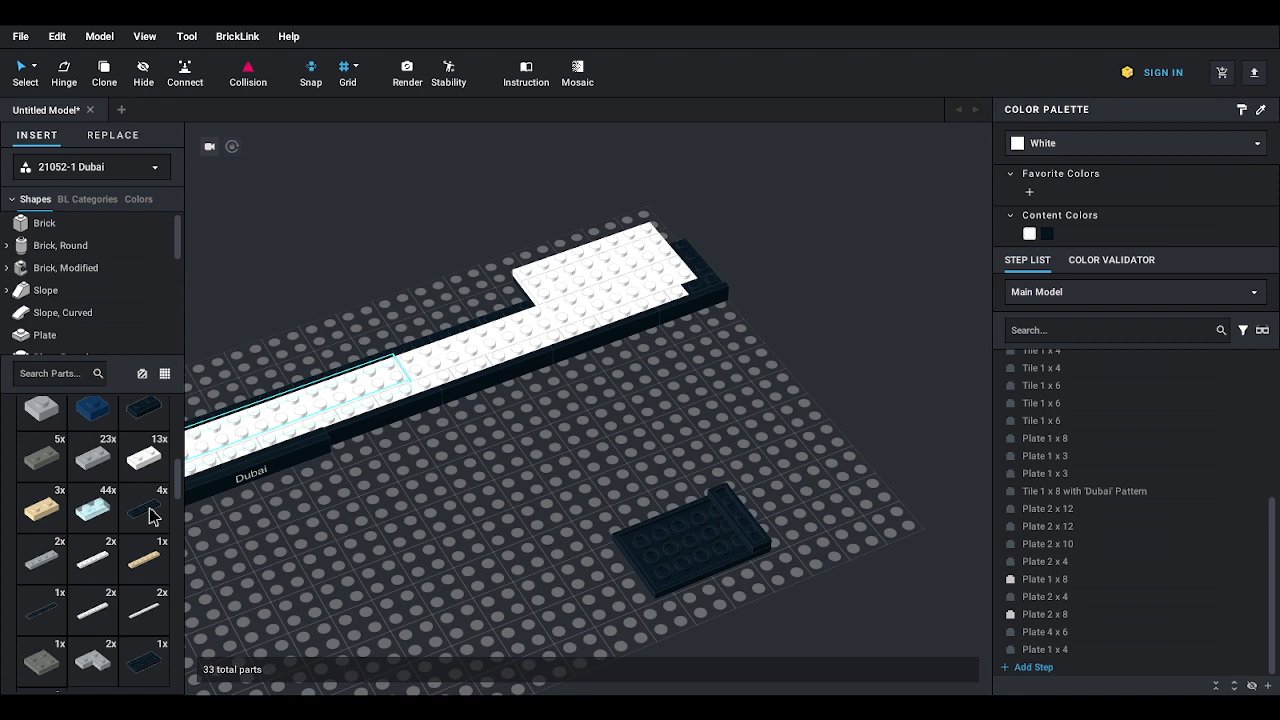 File Edit Model View Tool BrickLink Help
Select Hinge Clone Hide Connect Collision Snap Grid Render Stability Instruction Mosaic
SIGN IN
Untitled Model*
INSERT REPLACE
21052-1 Dubai
Shapes BL Categories Colors
Brick
Brick, Round
Brick, Modified
Slope
Slope, Curved
Plate
Search Parts...
5x 23x 13x
3x 44x 4x
2x 2x 1x
1x 2x 2x
1x 2x 1x
Dubai
33 total parts
COLOR PALETTE
White
Favorite Colors
Content Colors
STEP LIST COLOR VALIDATOR
Main Model
Search...
Tile 1 x 4
Tile 1 x 4
Tile 1 x 6
Tile 1 x 6
Tile 1 x 6
Plate 1 x 8
Plate 1 x 3
Plate 1 x 3
Tile 1 x 8 with 'Dubai' Pattern
Plate 2 x 12
Plate 2 x 12
Plate 2 x 10
Plate 2 x 4
Plate 1 x 8
Plate 2 x 4
Plate 2 x 8
Plate 4 x 6
Plate 1 x 4
Add Step